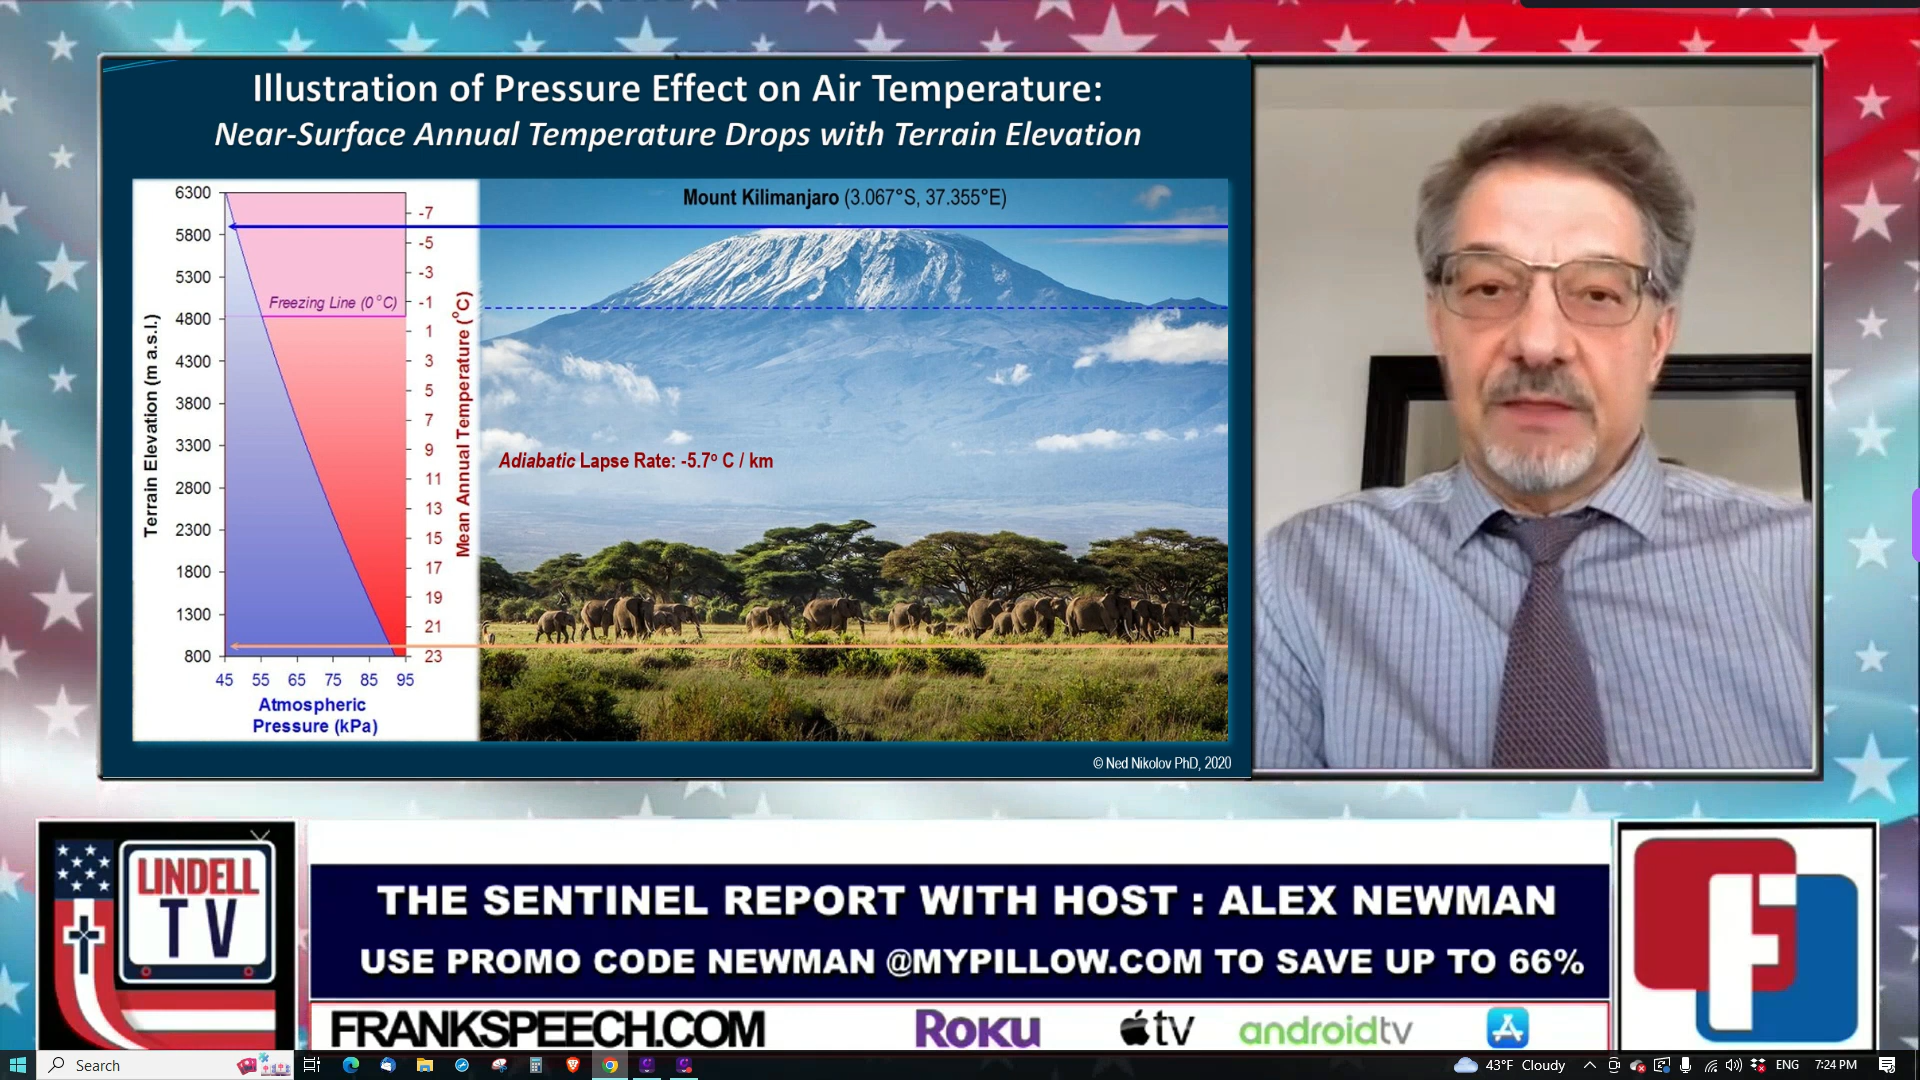 Illustration of Pressure Effect on Air Temperature:
Near-Surface Annual Temperature Drops with Terrain Elevation
Mount Kilimanjaro (3.067°S, 37.355°E)
Terrain Elevation (m a.s.l.)
6300
5800
5300
4800
4300
3800
3300
2800
2300
1800
1300
800
Freezing Line (0°C)
-7
-5
-3
-1
1
3
5
7
9
11
13
15
17
19
21
23
Mean Annual Temperature (°C)
45 55 65 75 85 95
Atmospheric
Pressure (kPa)
Adiabatic Lapse Rate: -5.7° C / km
© Ned Nikolov PhD, 2020
LINDELL
TV
THE SENTINEL REPORT WITH HOST : ALEX NEWMAN
USE PROMO CODE NEWMAN @MYPILLOW.COM TO SAVE UP TO 66%
FRANKSPEECH.COM ROKU tv androidtv
F
Search
43°F Cloudy
ENG
7:24 PM